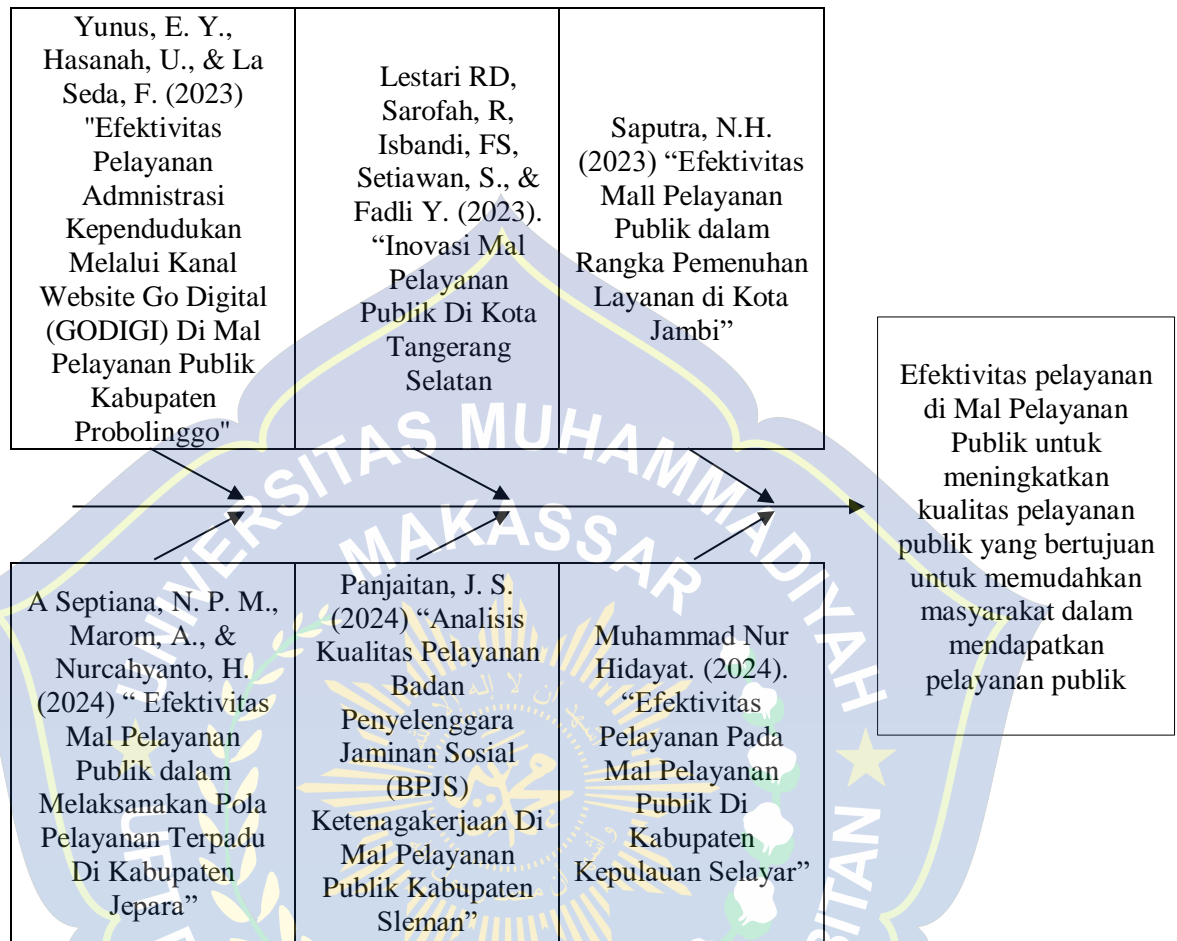 Yunus, E. Y.,
Hasanah, U., & La
Seda, F. (2023)
"Efektivitas
Pelayanan
Admnistrasi
Kependudukan
Melalui Kanal
Website Go Digital
(GODIGI) Di Mal
Pelayanan Publik
Kabupaten
Probolinggo"
Lestari RD,
Sarofah, R,
Isbandi, FS,
Setiawan, S., &
Fadli Y. (2023).
“Inovasi Mal
Pelayanan
Publik Di Kota
Tangerang
Selatan
Saputra, N.H.
(2023) “Efektivitas
Mall Pelayanan
Publik dalam
Rangka Pemenuhan
Layanan di Kota
Jambi”
Efektivitas pelayanan
di Mal Pelayanan
Publik untuk
meningkatkan
kualitas pelayanan
publik yang bertujuan
untuk memudahkan
masyarakat dalam
mendapatkan
pelayanan publik
A Septiana, N. P. M.,
Marom, A., &
Nurcahyanto, H.
(2024) “ Efektivitas
Mal Pelayanan
Publik dalam
Melaksanakan Pola
Pelayanan Terpadu
Di Kabupaten
Jepara”
Panjaitan, J. S.
(2024) “Analisis
Kualitas Pelayanan
Badan
Penyelenggara
Jaminan Sosial
(BPJS)
Ketenagakerjaan Di
Mal Pelayanan
Publik Kabupaten
Sleman”
Muhammad Nur
Hidayat. (2024).
“Efektivitas
Pelayanan Pada
Mal Pelayanan
Publik Di
Kabupaten
Kepulauan Selayar”
UNIVERSITAS MUHAMMADIYAH
MAKASSAR